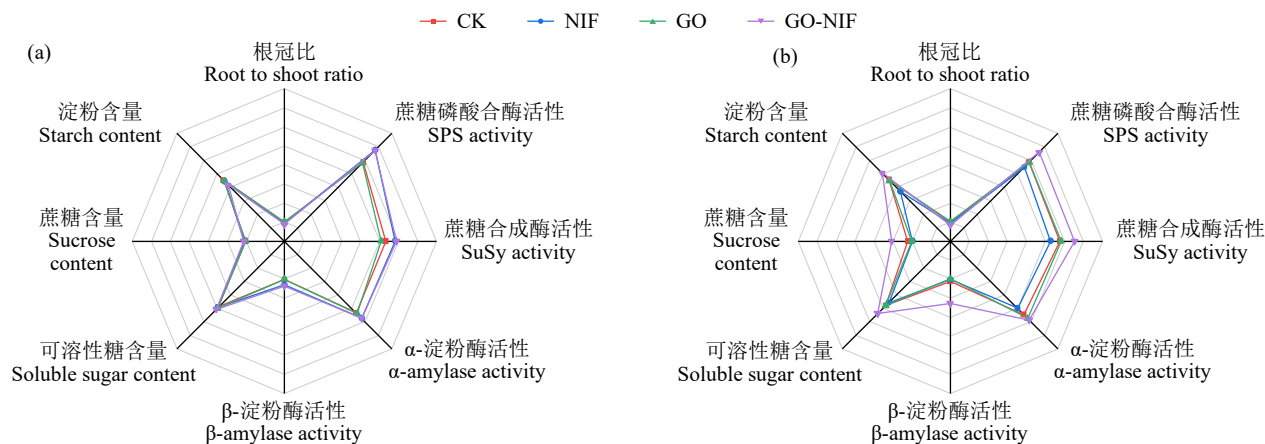 CK NIF GO GO-NIF
(a)
根冠比
Root to shoot ratio
蔗糖磷酸合酶活性
SPS activity
蔗糖合成酶活性
SuSy activity
α-淀粉酶活性
α-amylase activity
β-淀粉酶活性
β-amylase activity
可溶性糖含量
Soluble sugar content
蔗糖含量
Sucrose
content
淀粉含量
Starch content
(b)
根冠比
Root to shoot ratio
蔗糖磷酸合酶活性
SPS activity
蔗糖合成酶活性
SuSy activity
α-淀粉酶活性
α-amylase activity
β-淀粉酶活性
β-amylase activity
可溶性糖含量
Soluble sugar content
蔗糖含量
Sucrose
content
淀粉含量
Starch content